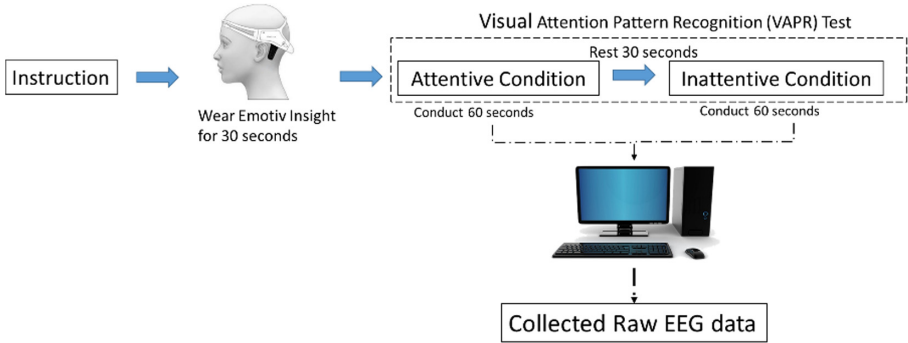 Visual Attention Pattern Recognition (VAPR) Test
Rest 30 seconds
Instruction
Attentive Condition
Inattentive Condition
Wear Emotiv Insight
for 30 seconds
Conduct 60 seconds
Conduct 60 seconds
Collected Raw EEG data